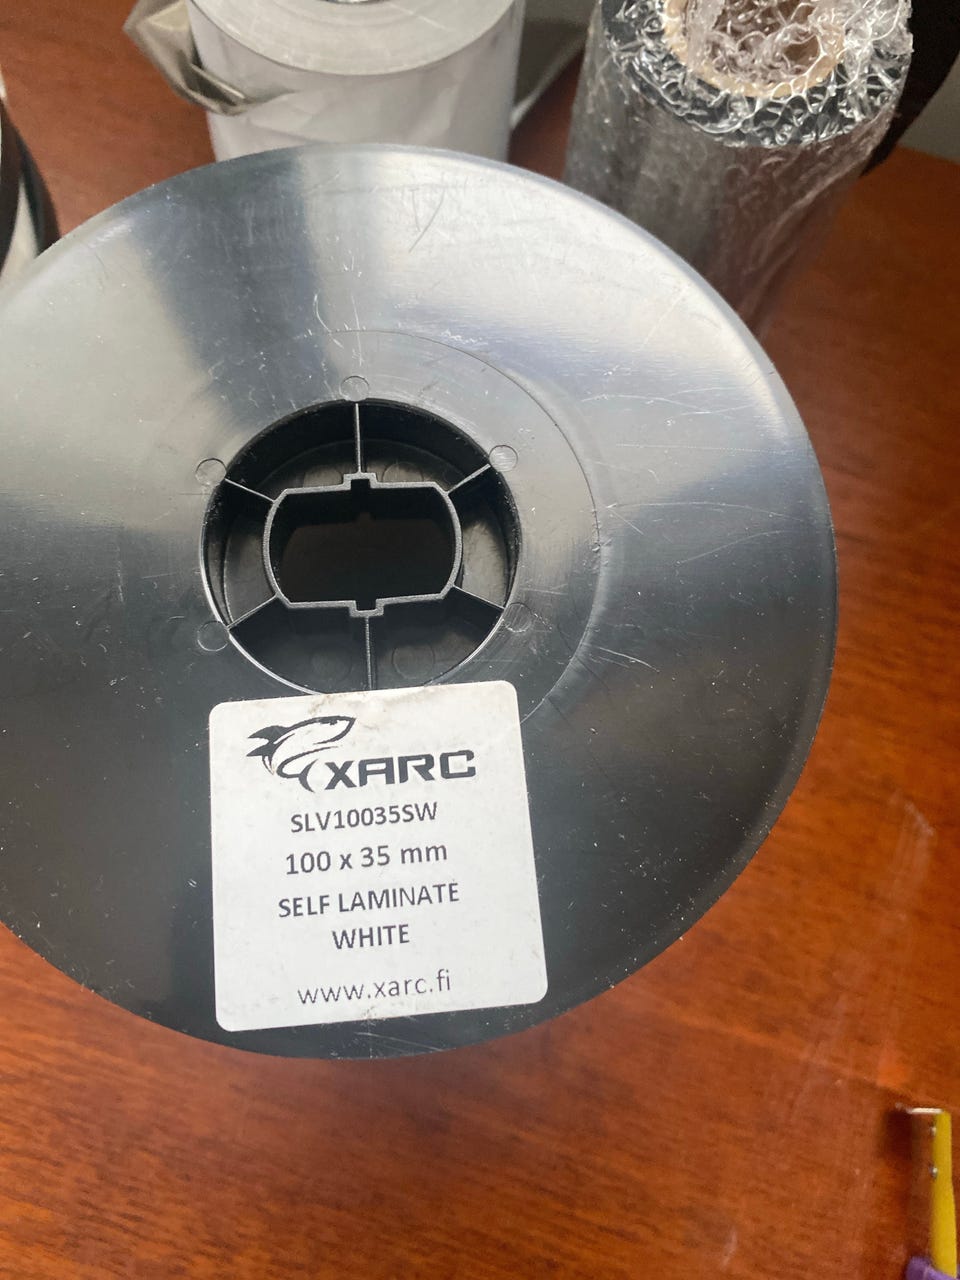 XARC
SLV10035SW
100 x 35 mm
SELF LAMINATE
WHITE
www.xarc.fi